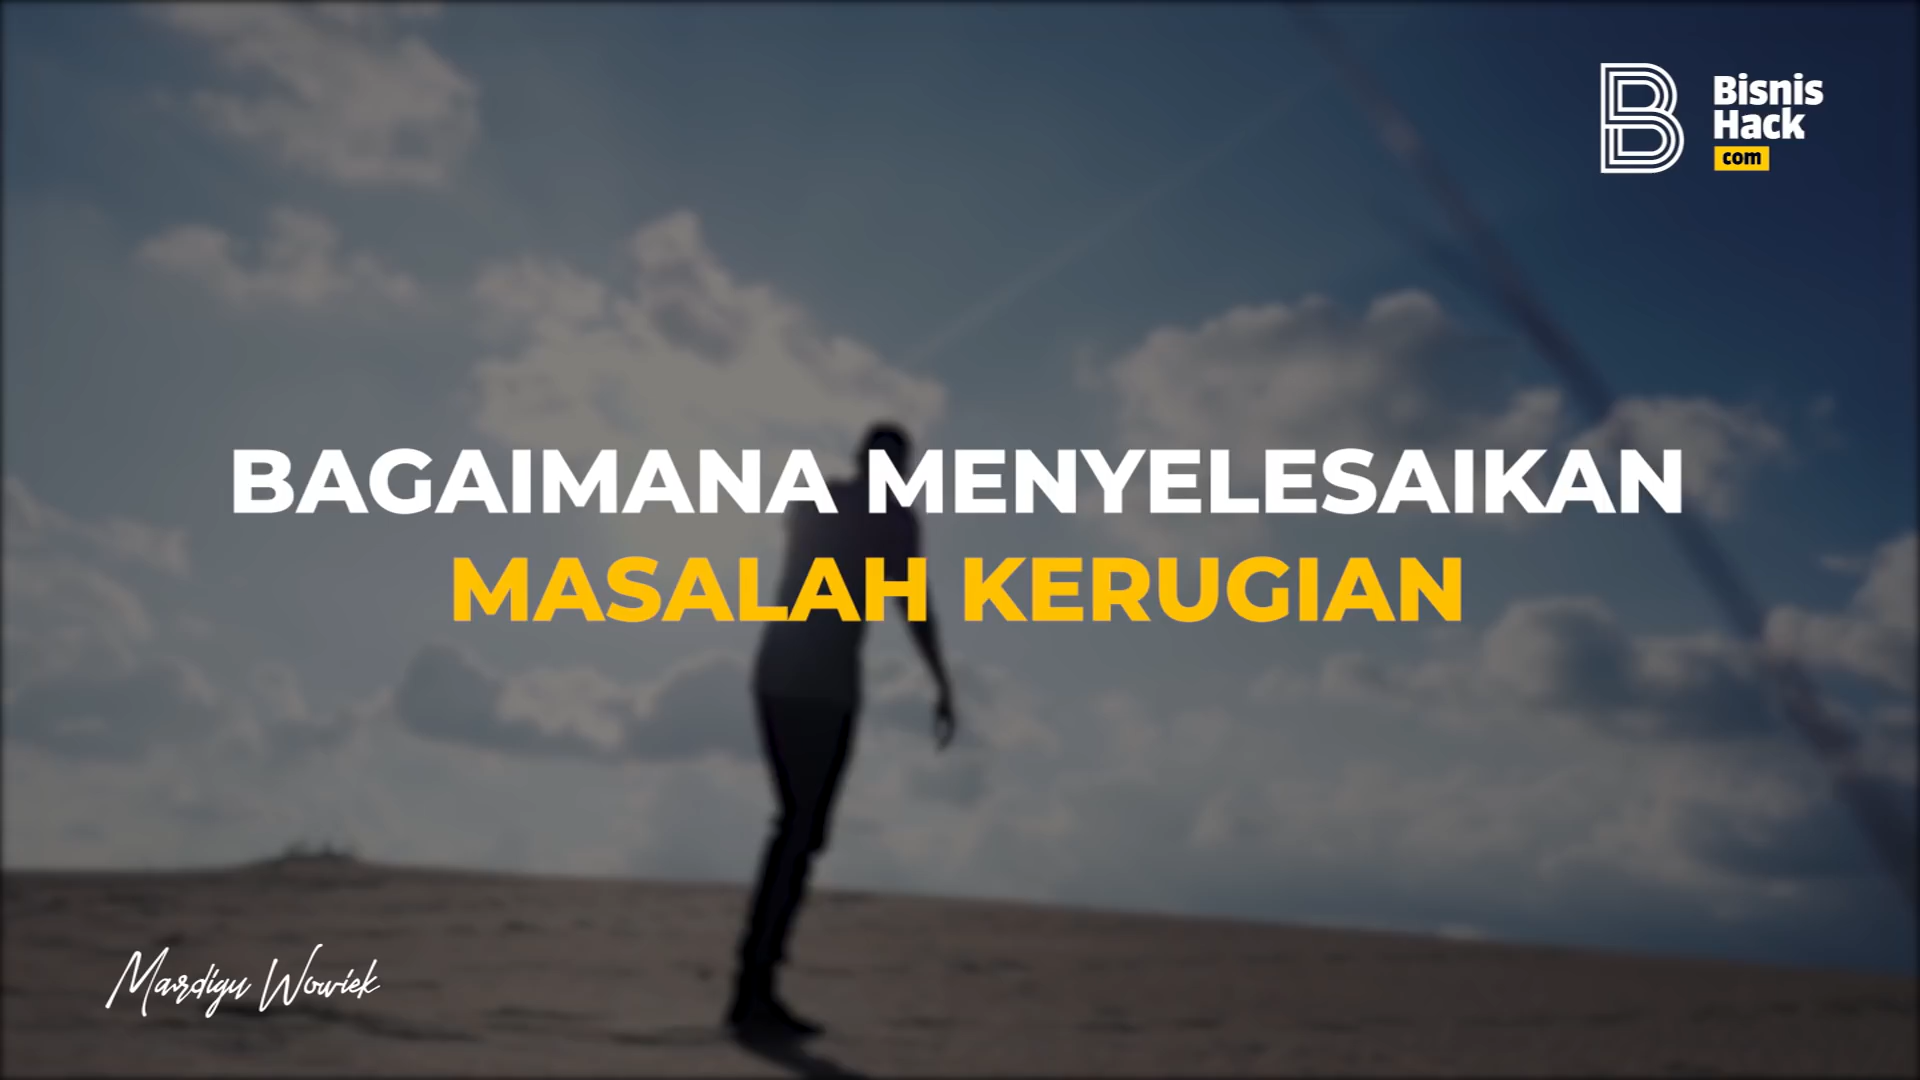 Bisnis
Hack
com
BAGAIMANA MENYELESAIKAN
MASALAH KERUGIAN
Mardigu Wowiek